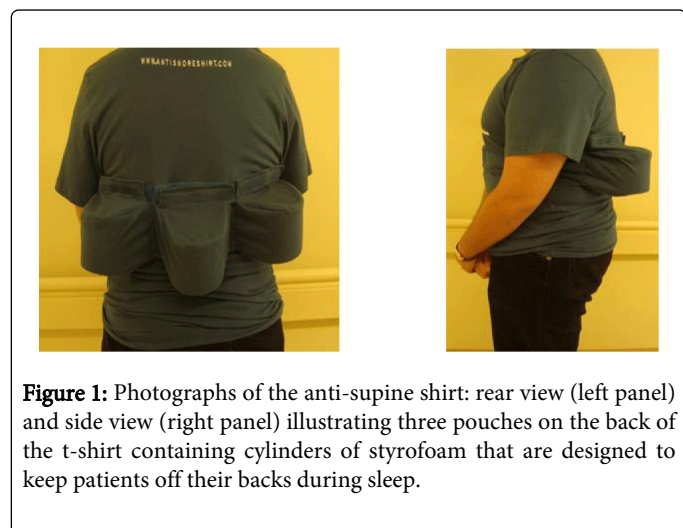 WWW.ANTISNORESHIRT.COM
Figure 1: Photographs of the anti-supine shirt: rear view (left panel)
and side view (right panel) illustrating three pouches on the back of
the t-shirt containing cylinders of styrofoam that are designed to
keep patients off their backs during sleep.